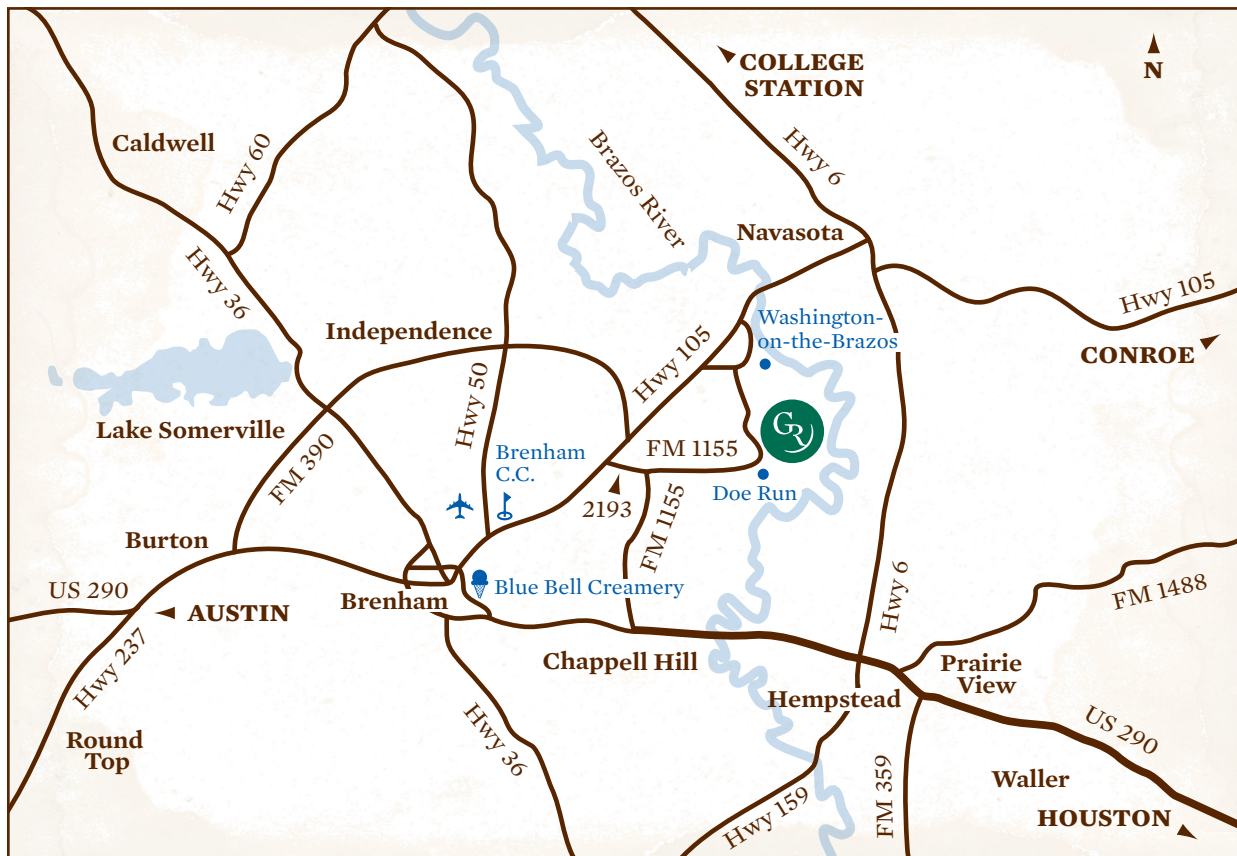 COLLEGE
STATION
N
Caldwell
Hwy 60
Brazos River
Hwy 6
Navasota
Hwy 36
Hwy 105
Independence
Washington-
on-the-Brazos
Hwy 105
CONROE
Hwy 50
Lake Somerville
GR
FM 390
Brenham
C.C.
FM 1155
Doe Run
2193
FM 1155
Burton
US 290
AUSTIN
Brenham
Blue Bell Creamery
Hwy 6
FM 1488
Hwy 237
Chappell Hill
Prairie
View
Hempstead
Round
Top
Hwy 36
US 290
Waller
Hwy 159
FM 359
HOUSTON